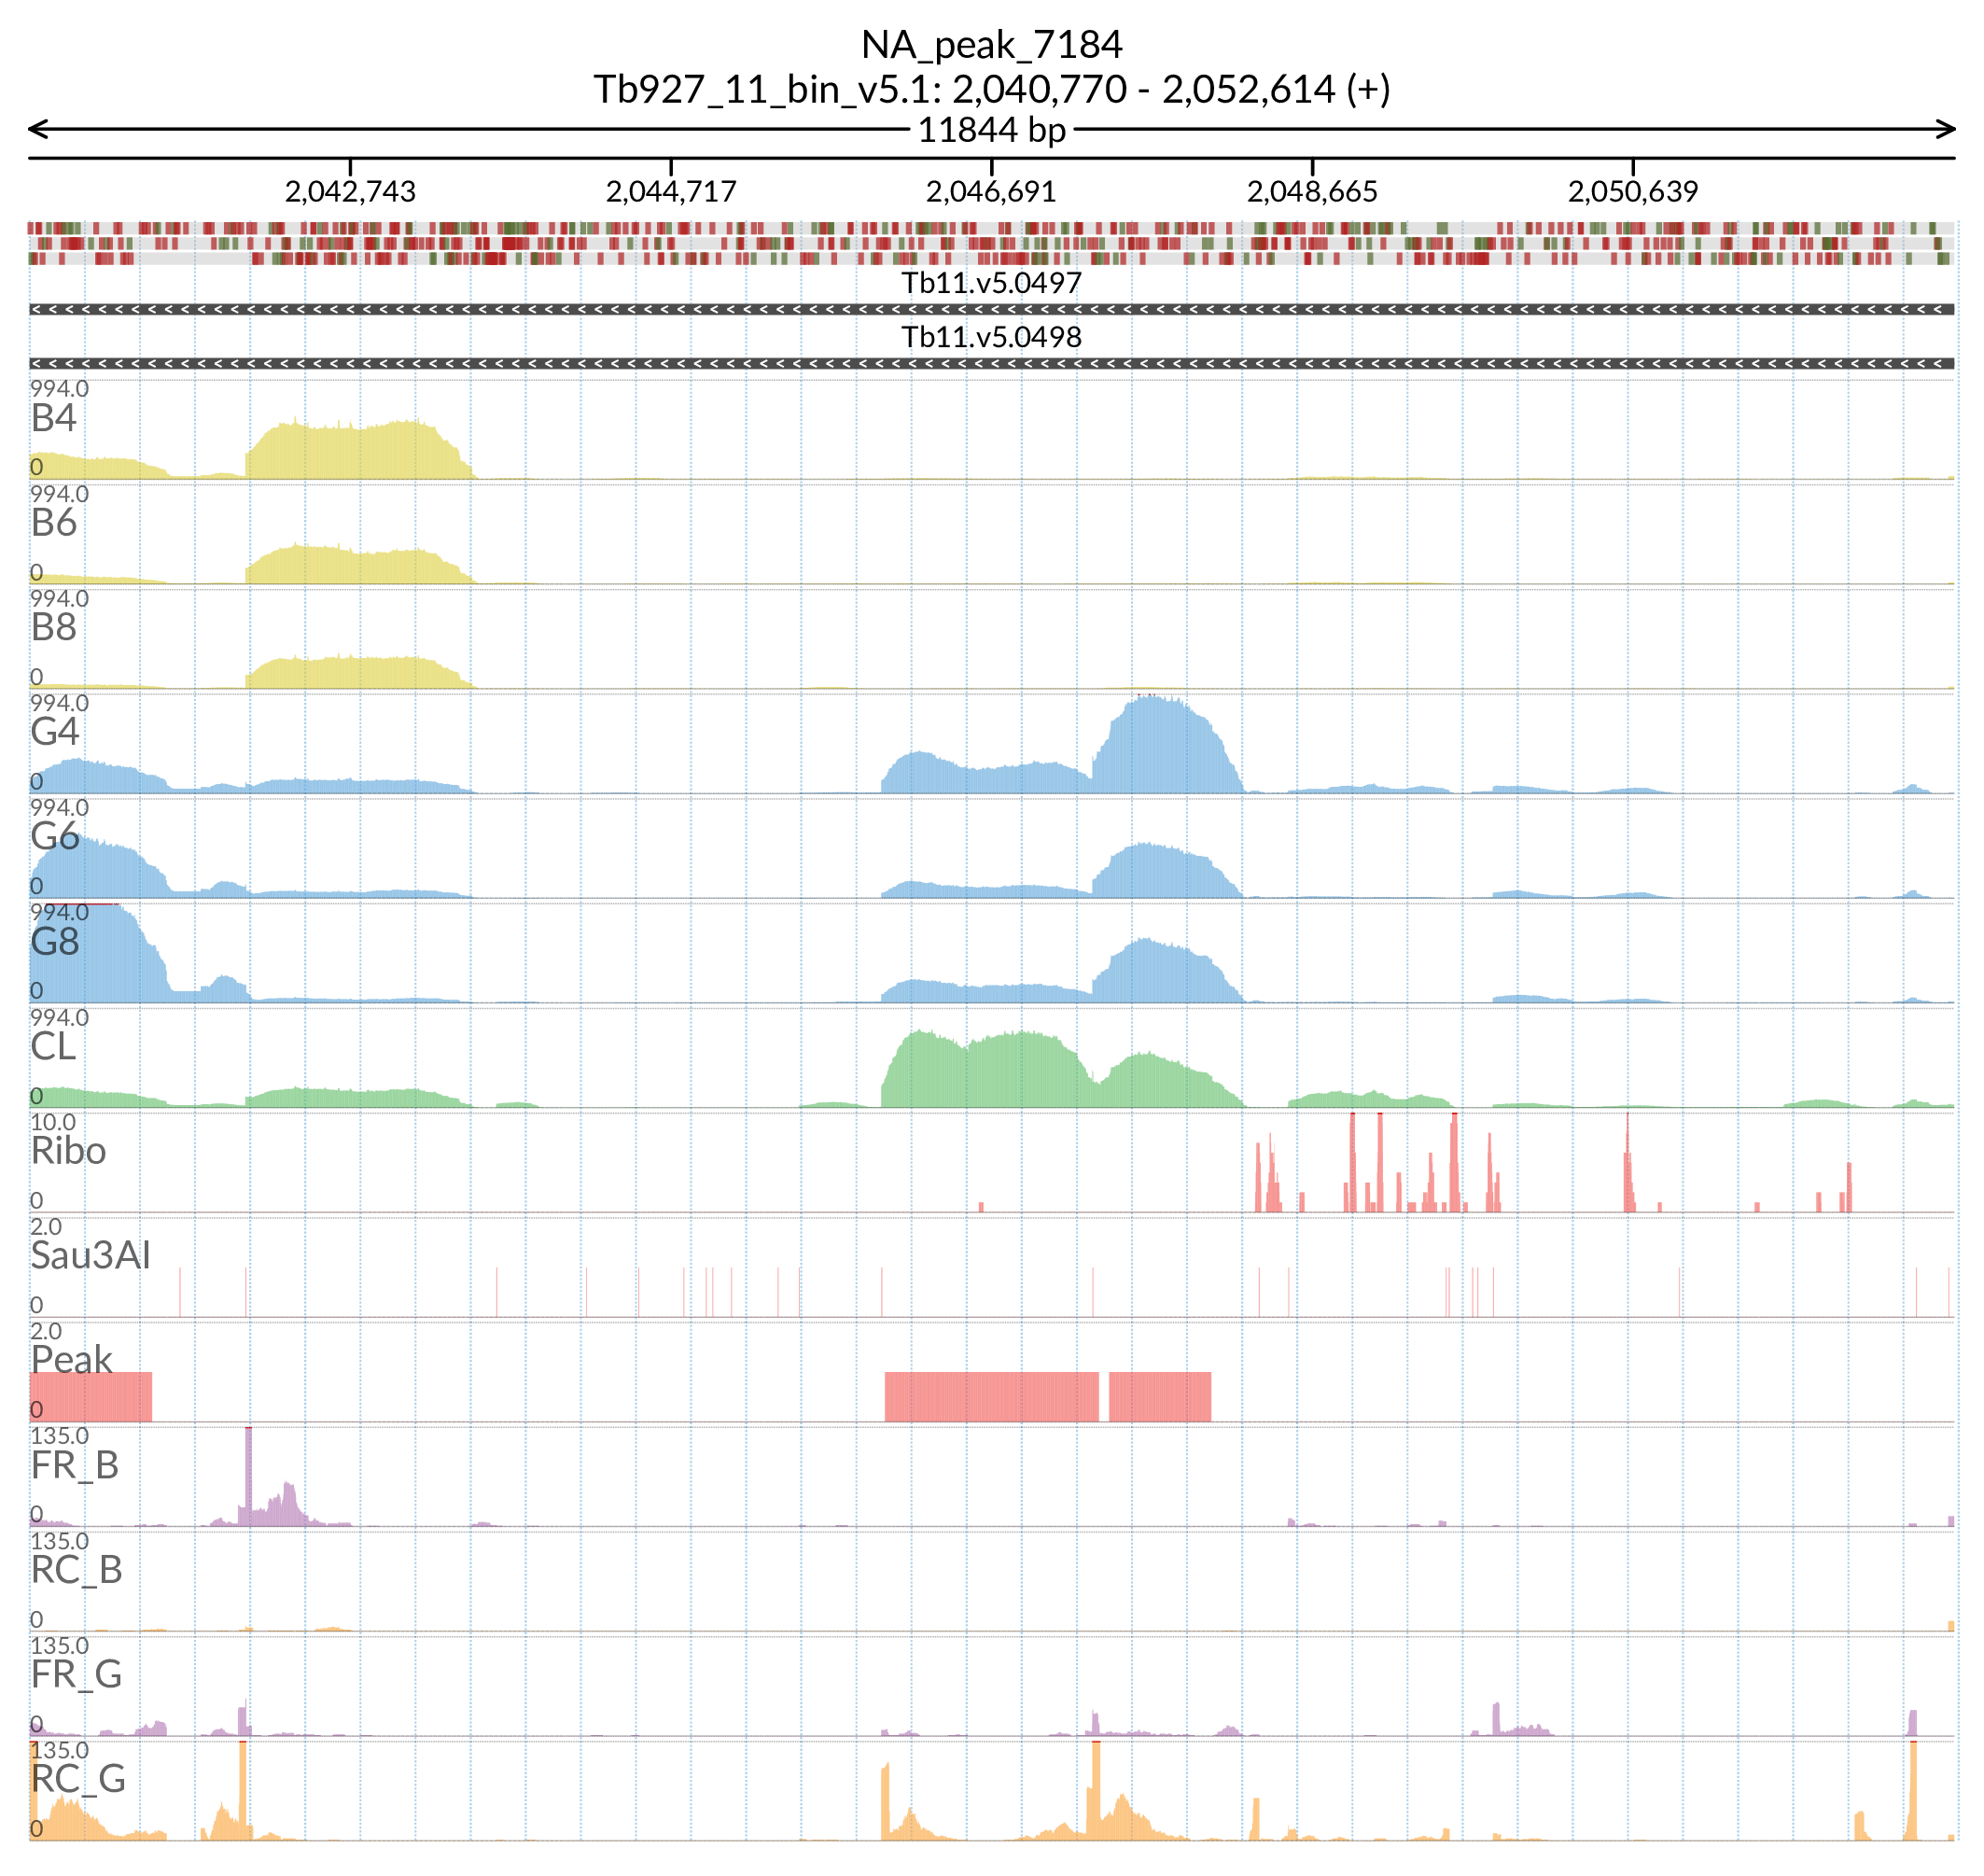 NA_peak_7184
Tb927_11_bin_v5.1: 2,040,770 - 2,052,614 (+)
11844 bp
2,042,743 2,044,717 2,046,691 2,048,665 2,050,639
Tb11.v5.0497
Tb11.v5.0498
994.0
B4
0
994.0
B6
0
994.0
B8
0
994.0
G4
0
994.0
G6
0
994.0
G8
0
994.0
CL
0
10.0
Ribo
0
2.0
Sau3AI
0
2.0
Peak
0
135.0
FR_B
0
135.0
RC_B
0
135.0
FR_G
0
135.0
RC_G
0